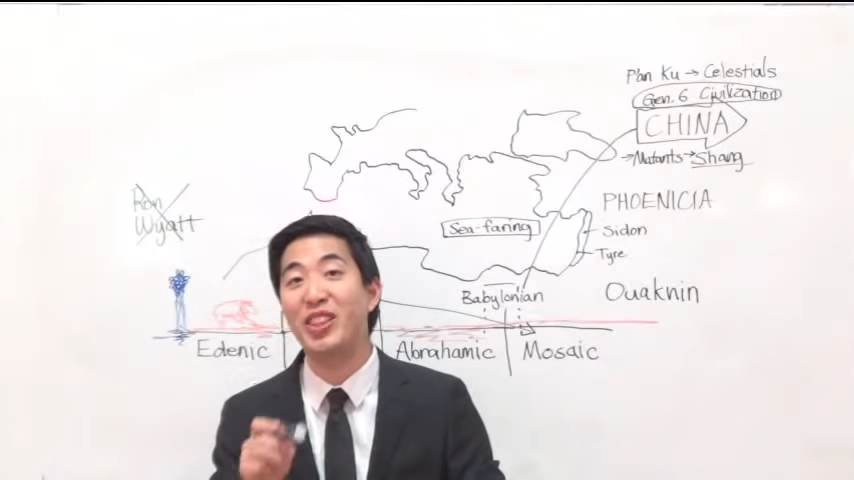 P'an Ku → Celestials
Gen. 6 Civilization
CHINA
→ Mutants → Shang
Ron
Wyatt
PHOENICIA
Sea-faring
Sidon
Tyre
Babylonian
Ouaknin
Edenic
Abrahamic
Mosaic